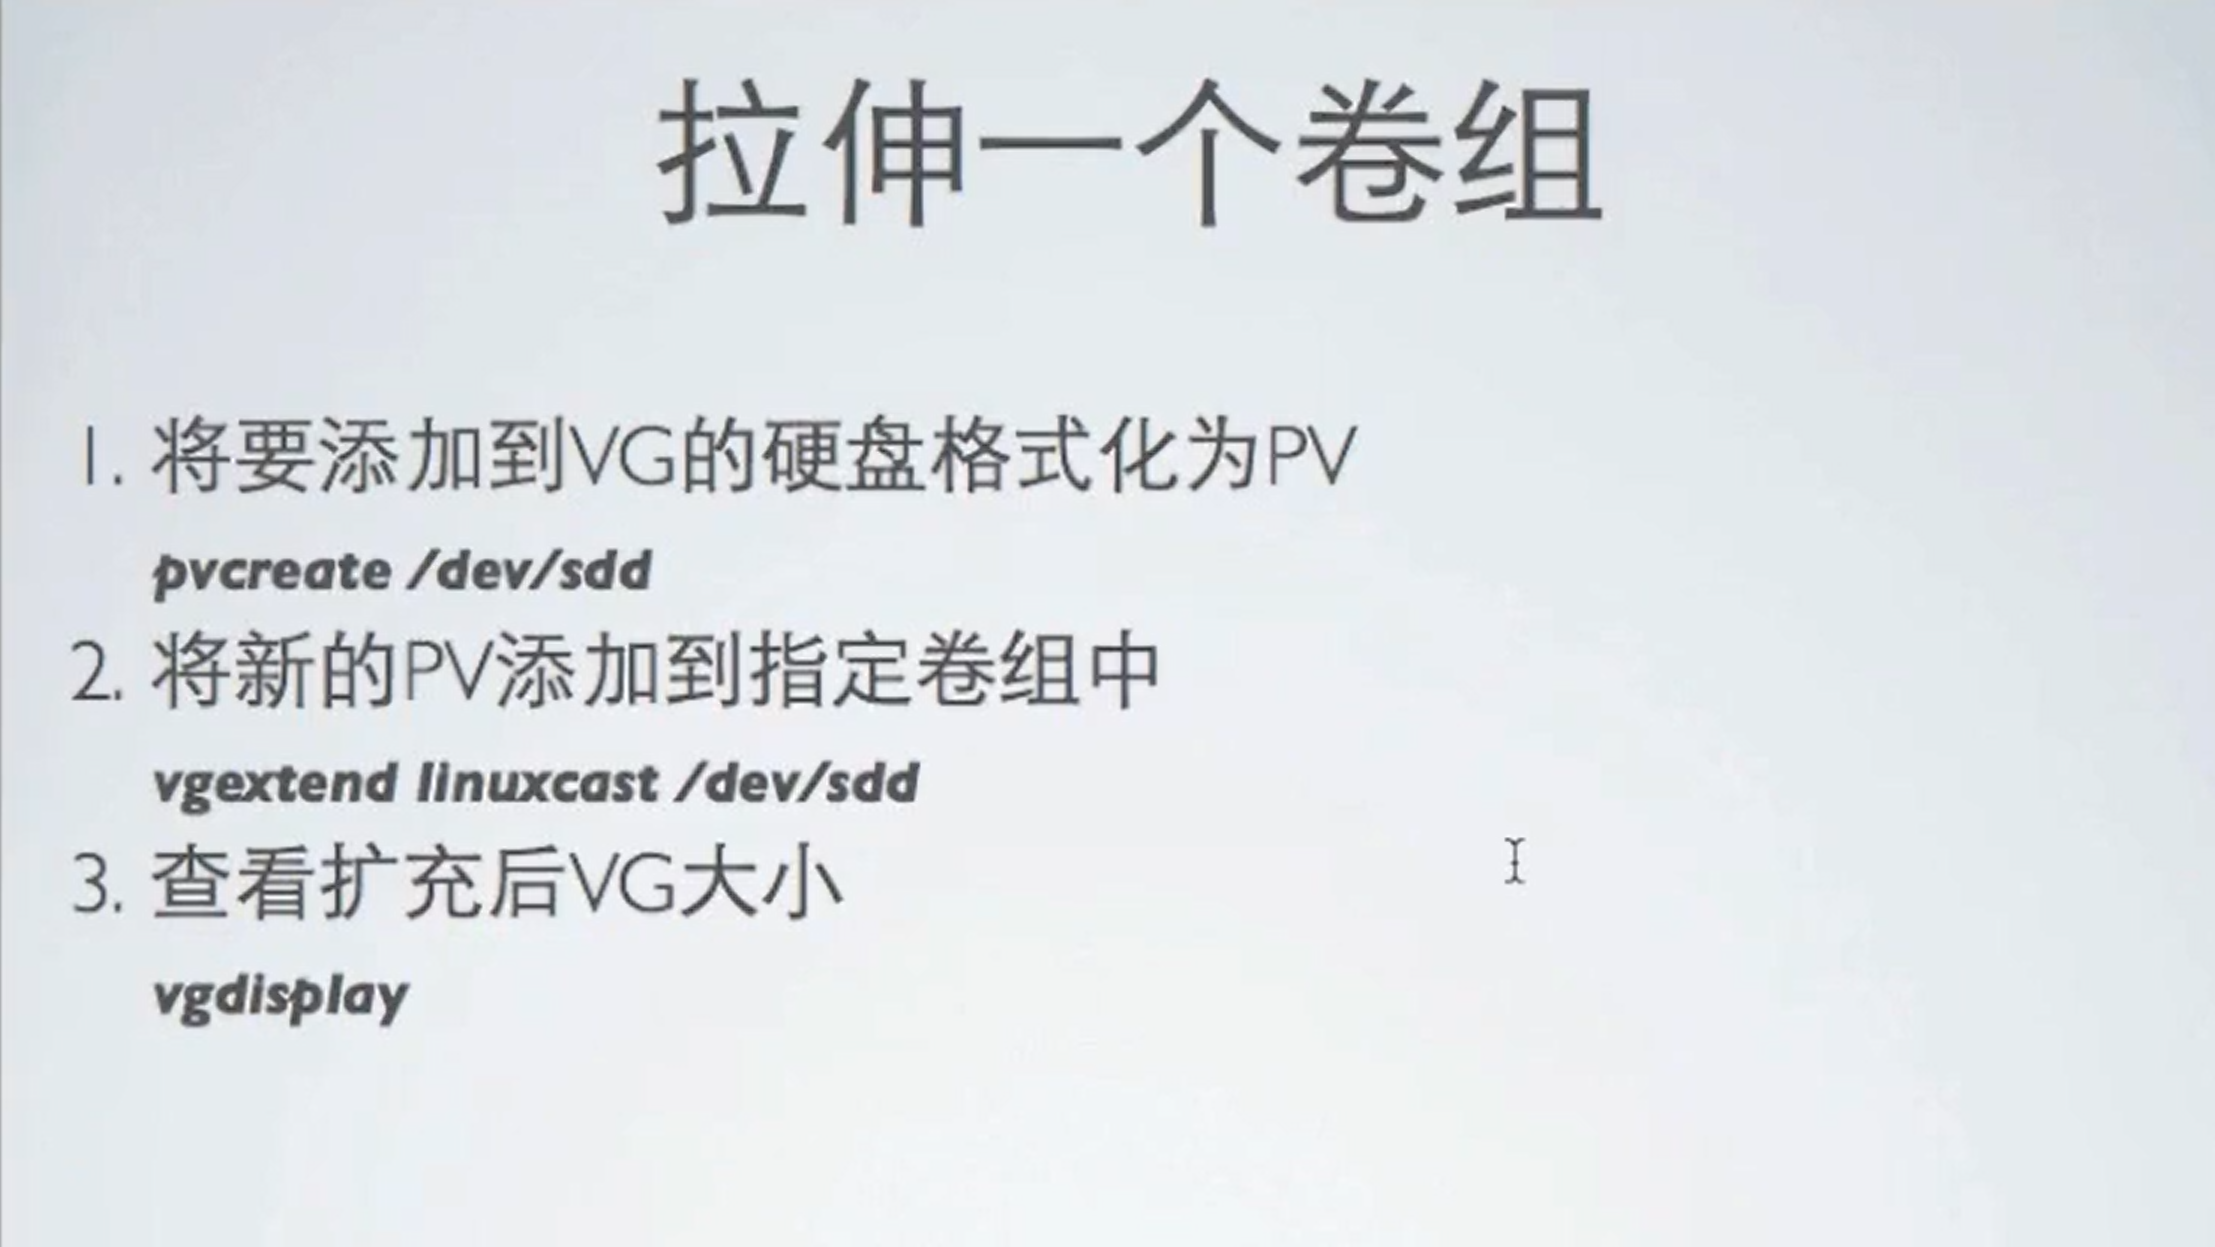 拉伸一个卷组
1. 将要添加到VG的硬盘格式化为PV
pvcreate /dev/sdd
2. 将新的PV添加到指定卷组中
vgextend linuxcast /dev/sdd
3. 查看扩充后VG大小
vgdisplay